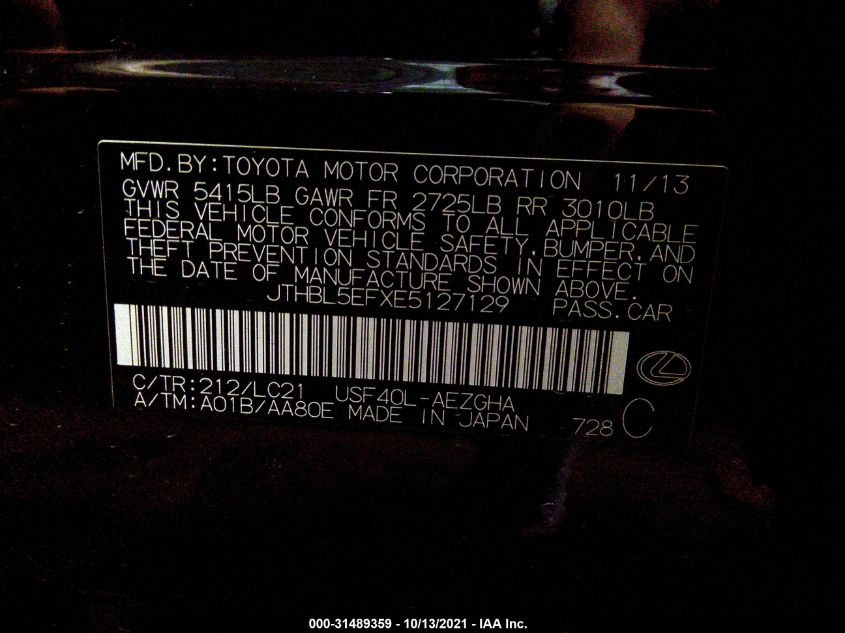 MFD.BY:TOYOTA MOTOR CORPORATION 11/13
GVWR 5415LB GAWR FR 2725LB RR 3010LB
THIS VEHICLE CONFORMS TO ALL APPLICABLE
FEDERAL MOTOR VEHICLE SAFETY,BUMPER,AND
THEFT PREVENTION STANDARDS IN EFFECT ON
THE DATE OF MANUFACTURE SHOWN ABOVE.
JTHBL5EFXE5127129 PASS.CAR
C/TR:212/LC21 USF40L-AEZGHA
A/TM:A01B/AA80E MADE IN JAPAN 728 C
000-31489359 - 10/13/2021 - IAA Inc.